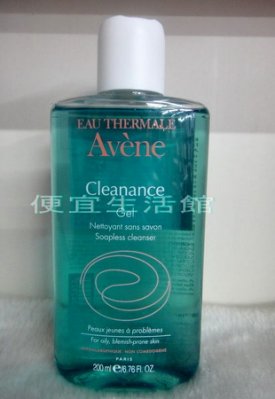 EAU THERMALE
Avène
Cleanance
便宜生活館
Gel
Nettoyant sans savon
Soapless cleanser
Peaux jeunes à problèmes
For oily, blemish-prone skin
PARIS
200 ml / 6.76 FL. OZ.